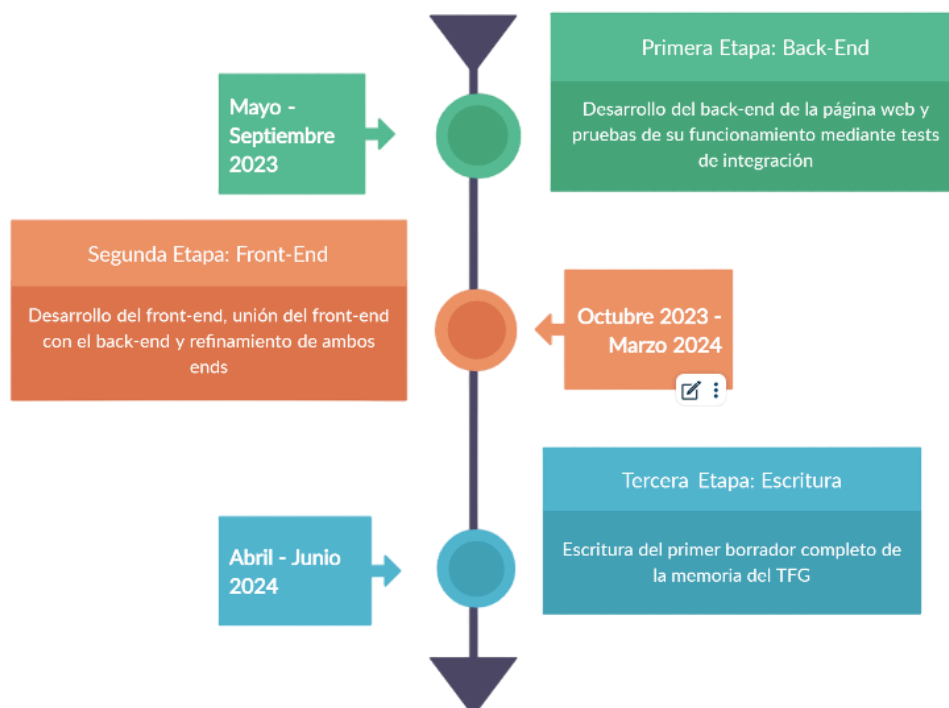 Primera Etapa: Back-End
Mayo -
Septiembre
2023
Desarrollo del back-end de la página web y
pruebas de su funcionamiento mediante tests
de integración
Segunda Etapa: Front-End
Desarrollo del front-end, unión del front-end
con el back-end y refinamiento de ambos
ends
Octubre 2023 -
Marzo 2024
Tercera Etapa: Escritura
Abril - Junio
2024
Escritura del primer borrador completo de
la memoria del TFG